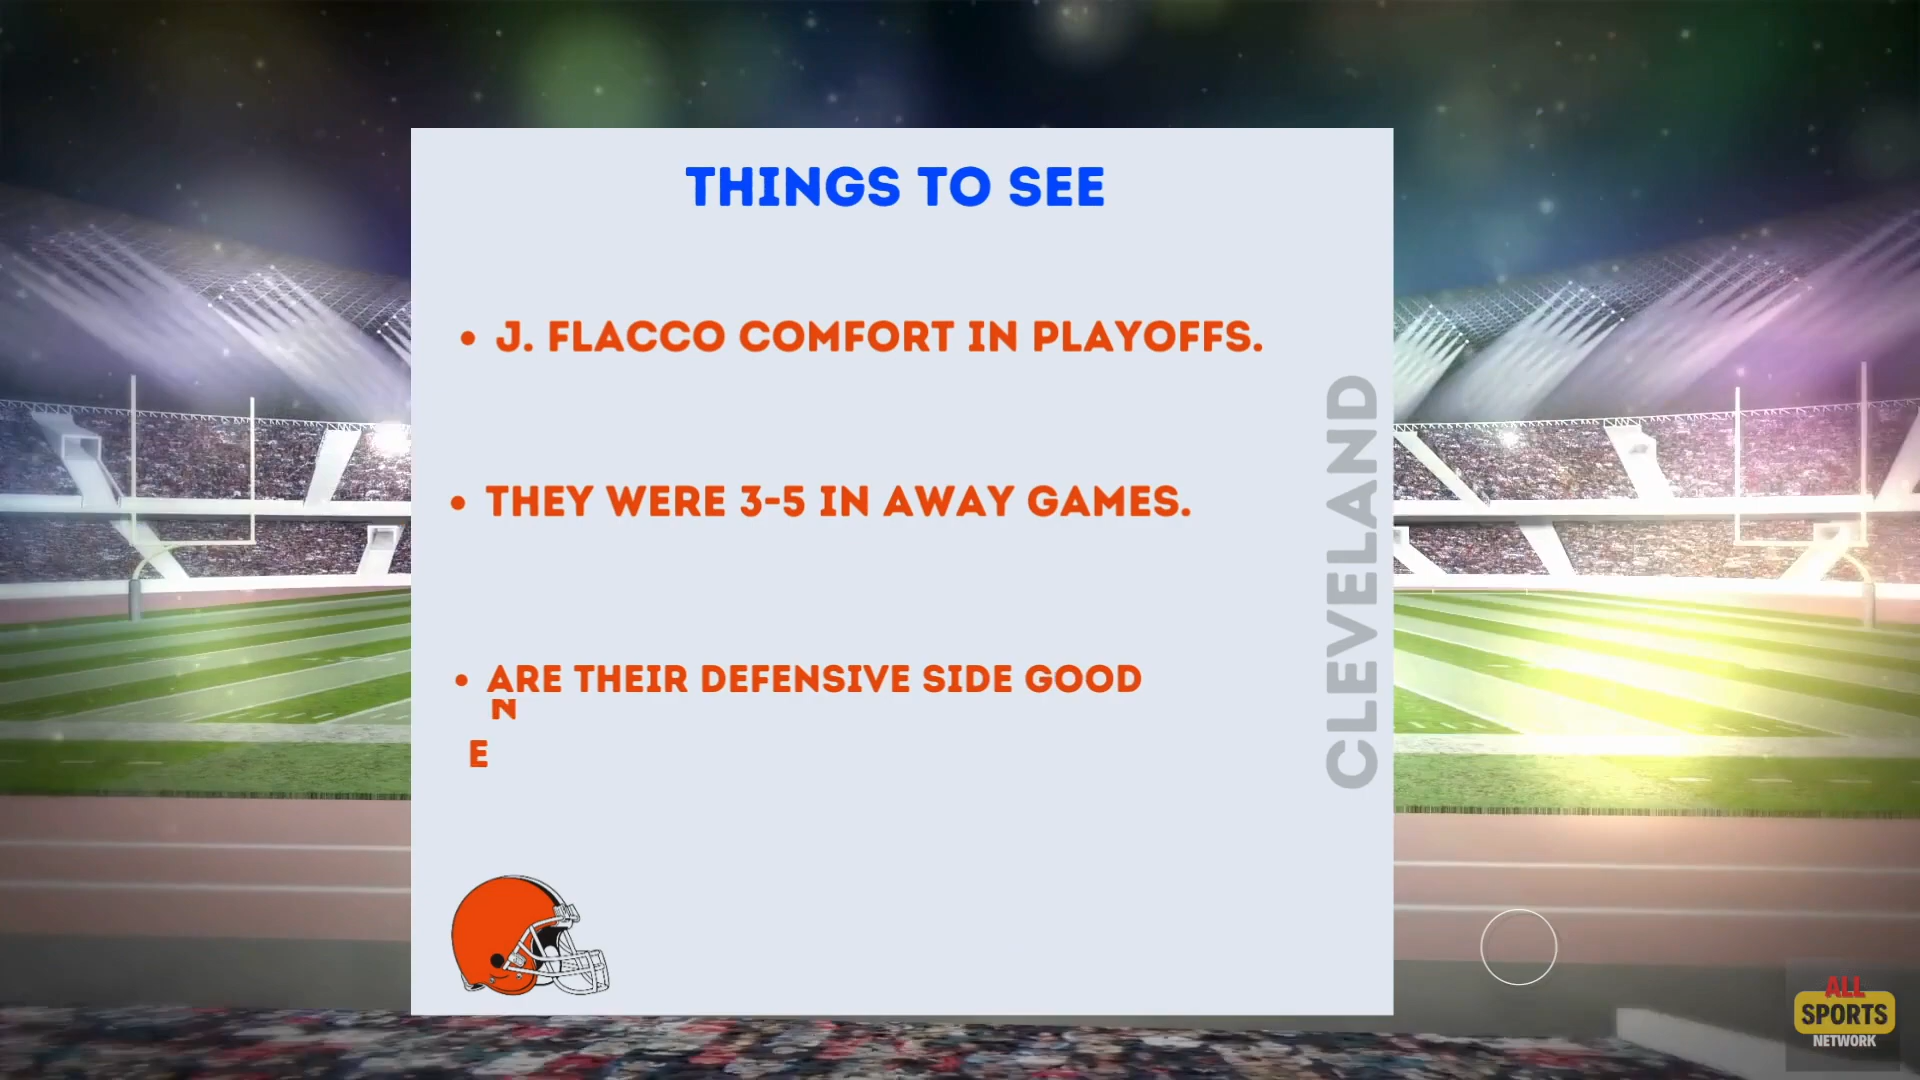 THINGS TO SEE
• J. FLACCO COMFORT IN PLAYOFFS.
• THEY WERE 3-5 IN AWAY GAMES.
• ARE THEIR DEFENSIVE SIDE GOOD
N
E
CLEVELAND
ALL
SPORTS
NETWORK